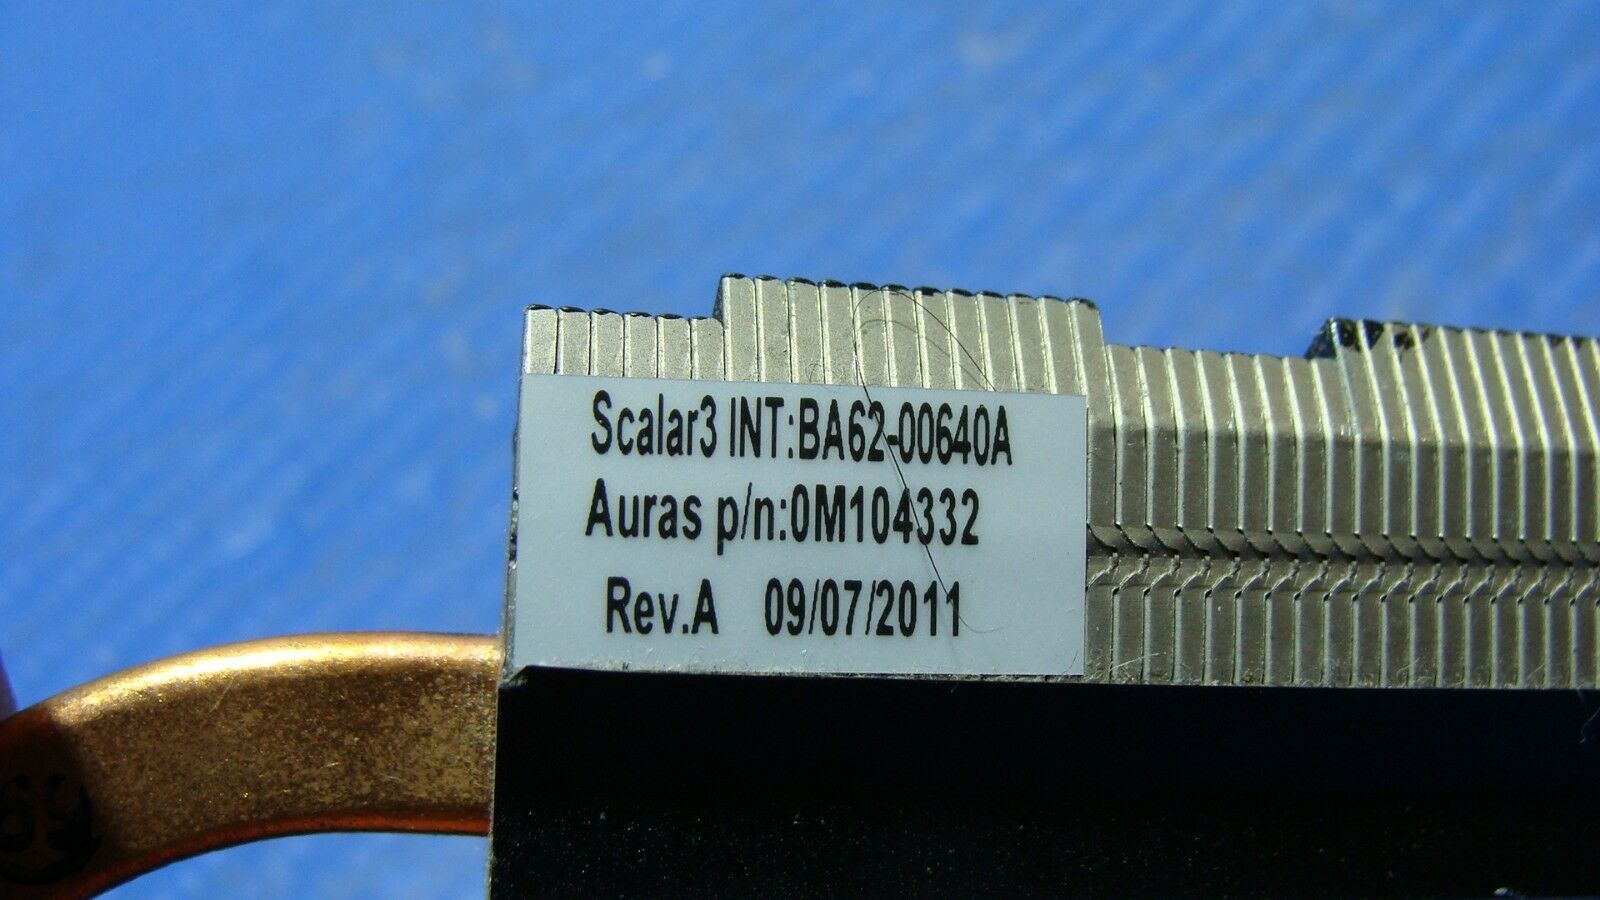 Scalar3 INT:BA62-00640A
Auras p/n:0M104332
Rev.A 09/07/2011